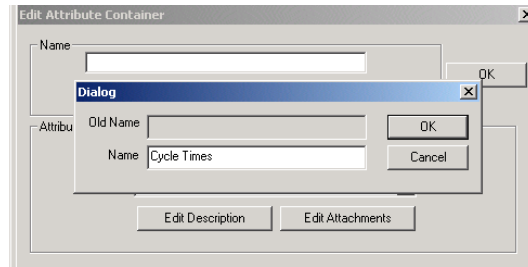 Edit Attribute Container
Name
OK
Dialog
Old Name
OK
Name Cycle Times
Cancel
Attribu
Edit Description Edit Attachments